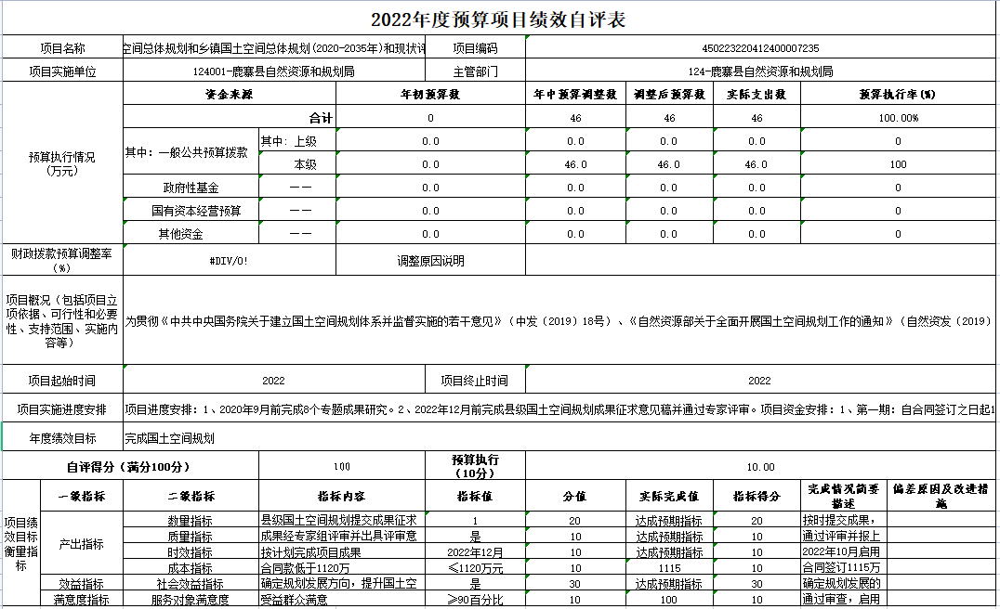 2022年度预算项目绩效自评表
项目名称 空间总体规划和乡镇国土空间总体规划(2020-2035年)和现状评 项目编码 450223220412400007235
项目实施单位 124001-鹿寨县自然资源和规划局 主管部门 124-鹿寨县自然资源和规划局
预算执行情况
(万元)
资金来源 年初预算数 年中预算调整数 调整后预算数 实际支出数 预算执行率(%)
合计 0 46 46 46 100.00%
其中：一般公共预算拨款
其中：上级 0.0 0.0 0.0 0.0 0
本级 0.0 46.0 46.0 46.0 100
政府性基金 —— 0.0 0.0 0.0 0.0 0
国有资本经营预算 —— 0.0 0.0 0.0 0.0 0
其他资金 —— 0.0 0.0 0.0 0.0 0
财政拨款预算调整率
(%)
#DIV/0! 调整原因说明
项目概况（包括项目立
项依据、可行性和必要
性、支持范围、实施内
容等）
为贯彻《中共中央国务院关于建立国土空间规划体系并监督实施的若干意见》（中发〔2019〕18号）、《自然资源部关于全面开展国土空间规划工作的通知》（自然资发〔2019〕
项目起始时间 2022 项目终止时间 2022
项目实施进度安排 项目进度安排：1、2020年9月前完成8个专题成果研究。2、2022年12月前完成县级国土空间规划成果征求意见稿并通过专家评审。项目资金安排：1、第一期：自合同签订之日起1
年度绩效目标 完成国土空间规划
自评得分（满分100分） 100 预算执行
(10分) 10.00
项目绩
效目标
衡量指
标
一级指标 二级指标 指标内容 指标值 分值 实际完成值 指标得分 完成情况简要
描述 偏差原因及改进措
施
产出指标
数量指标 县级国土空间规划提交成果征求 1 20 达成预期指标 20 按时提交成果，
质量指标 成果经专家组评审并出具评审意 是 10 达成预期指标 10 通过评审并报上
时效指标 按计划完成项目成果 2022年12月 10 达成预期指标 10 2022年10月启用
成本指标 合同款低于1120万 ≤1120万元 10 1115 10 合同签订1115万
效益指标 社会效益指标 确定规划发展方向，提升国土空 是 30 达成预期指标 30 确定规划发展的
满意度指标 服务对象满意度 受益群众满意 ≥90百分比 10 100 10 通过审查，启用